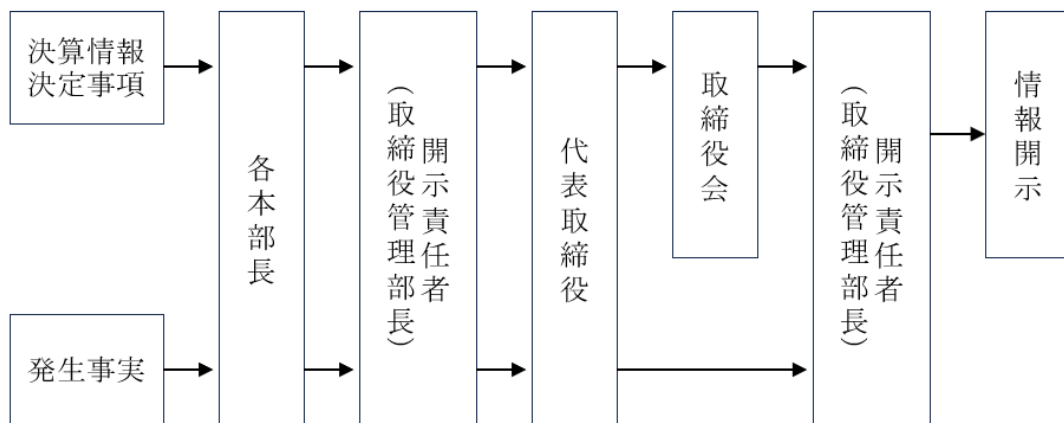 決算情報
決定事項
発生事実
各本部長
開示責任者
(取締役管理部長)
代表取締役
取締役会
開示責任者
(取締役管理部長)
情報開示